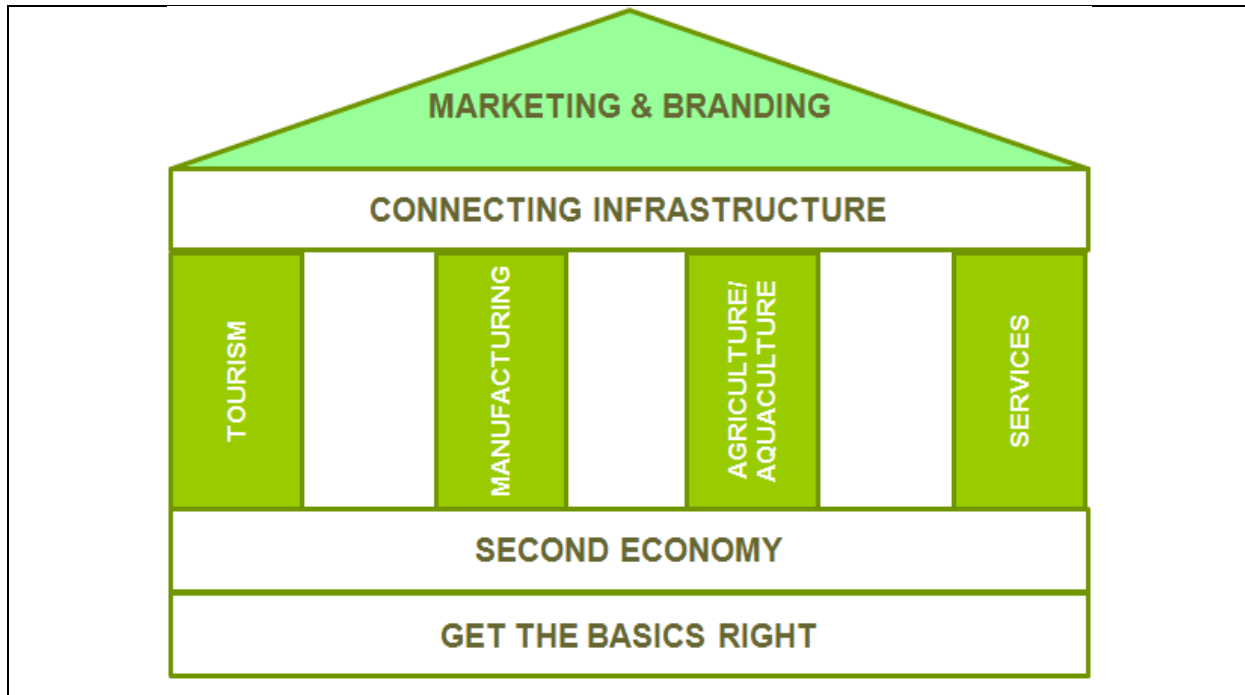 MARKETING & BRANDING
CONNECTING INFRASTRUCTURE
TOURISM
MANUFACTURING
AGRICULTURE/
AQUACULTURE
SERVICES
SECOND ECONOMY
GET THE BASICS RIGHT